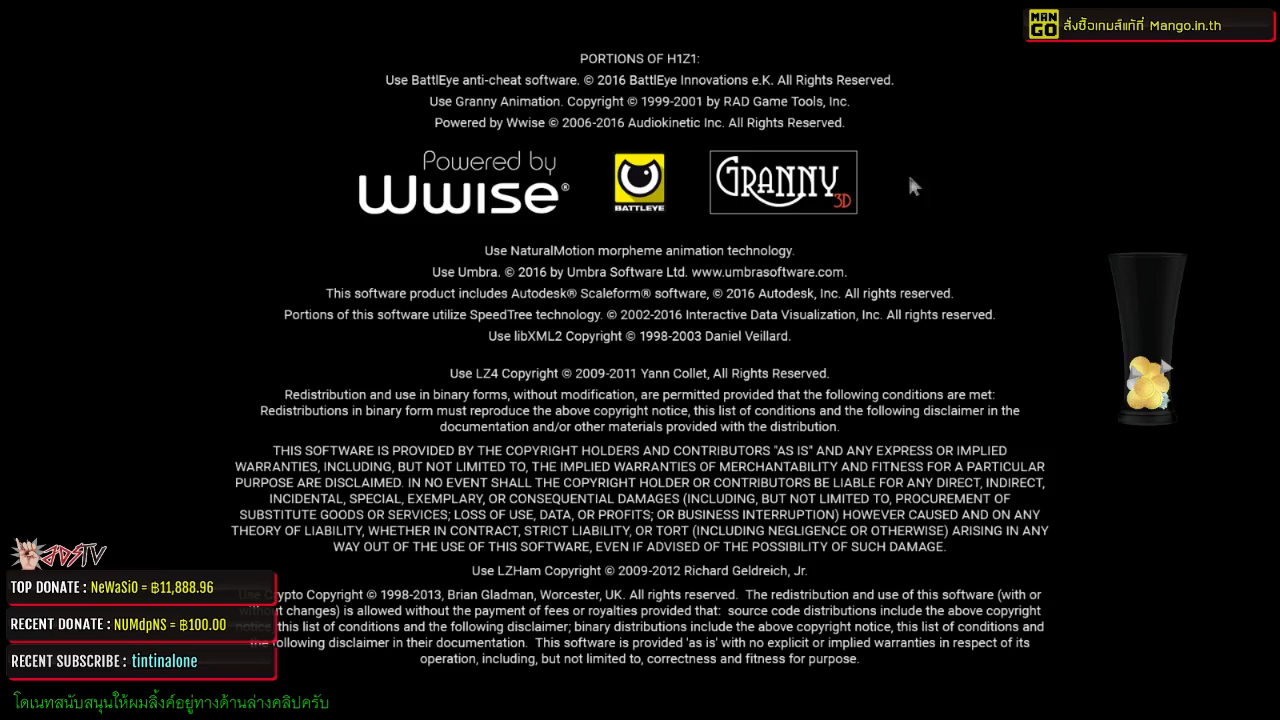 MAN
GO
สั่งซื้อเกมส์แท้ที่ Mango.in.th
PORTIONS OF H1Z1:
Use BattlEye anti-cheat software. © 2016 BattlEye Innovations e.K. All Rights Reserved.
Use Granny Animation. Copyright © 1999-2001 by RAD Game Tools, Inc.
Powered by Wwise © 2006-2016 Audiokinetic Inc. All Rights Reserved.
Powered by
Wwise®
BATTLEYE
GRANNY
3D
Use NaturalMotion morpheme animation technology.
Use Umbra. © 2016 by Umbra Software Ltd. www.umbrasoftware.com.
This software product includes Autodesk® Scaleform® software, © 2016 Autodesk, Inc. All rights reserved.
Portions of this software utilize SpeedTree technology. © 2002-2016 Interactive Data Visualization, Inc. All rights reserved.
Use libXML2 Copyright © 1998-2003 Daniel Veillard.
Use LZ4 Copyright © 2009-2011 Yann Collet, All Rights Reserved.
Redistribution and use in binary forms, without modification, are permitted provided that the following conditions are met:
Redistributions in binary form must reproduce the above copyright notice, this list of conditions and the following disclaimer in the
documentation and/or other materials provided with the distribution.
THIS SOFTWARE IS PROVIDED BY THE COPYRIGHT HOLDERS AND CONTRIBUTORS "AS IS" AND ANY EXPRESS OR IMPLIED
WARRANTIES, INCLUDING, BUT NOT LIMITED TO, THE IMPLIED WARRANTIES OF MERCHANTABILITY AND FITNESS FOR A PARTICULAR
PURPOSE ARE DISCLAIMED. IN NO EVENT SHALL THE COPYRIGHT HOLDER OR CONTRIBUTORS BE LIABLE FOR ANY DIRECT, INDIRECT,
INCIDENTAL, SPECIAL, EXEMPLARY, OR CONSEQUENTIAL DAMAGES (INCLUDING, BUT NOT LIMITED TO, PROCUREMENT OF
SUBSTITUTE GOODS OR SERVICES; LOSS OF USE, DATA, OR PROFITS; OR BUSINESS INTERRUPTION) HOWEVER CAUSED AND ON ANY
THEORY OF LIABILITY, WHETHER IN CONTRACT, STRICT LIABILITY, OR TORT (INCLUDING NEGLIGENCE OR OTHERWISE) ARISING IN ANY
WAY OUT OF THE USE OF THIS SOFTWARE, EVEN IF ADVISED OF THE POSSIBILITY OF SUCH DAMAGE.
Use LZHam Copyright © 2009-2012 Richard Geldreich, Jr.
Use Crypto Copyright © 1998-2013, Brian Gladman, Worcester, UK. All rights reserved. The redistribution and use of this software (with or
without changes) is allowed without the payment of fees or royalties provided that: source code distributions include the above copyright
notice, this list of conditions and the following disclaimer; binary distributions include the above copyright notice, this list of conditions and
the following disclaimer in their documentation. This software is provided 'as is' with no explicit or implied warranties in respect of its
operation, including, but not limited to, correctness and fitness for purpose.
TOP DONATE : NeWaSi0 = ฿11,888.96
RECENT DONATE : NUMdpNS = ฿100.00
RECENT SUBSCRIBE : tintinalone
โดเนทสนับสนุนให้ผมลิ้งค์อยู่ทางด้านล่างคลิปครับ